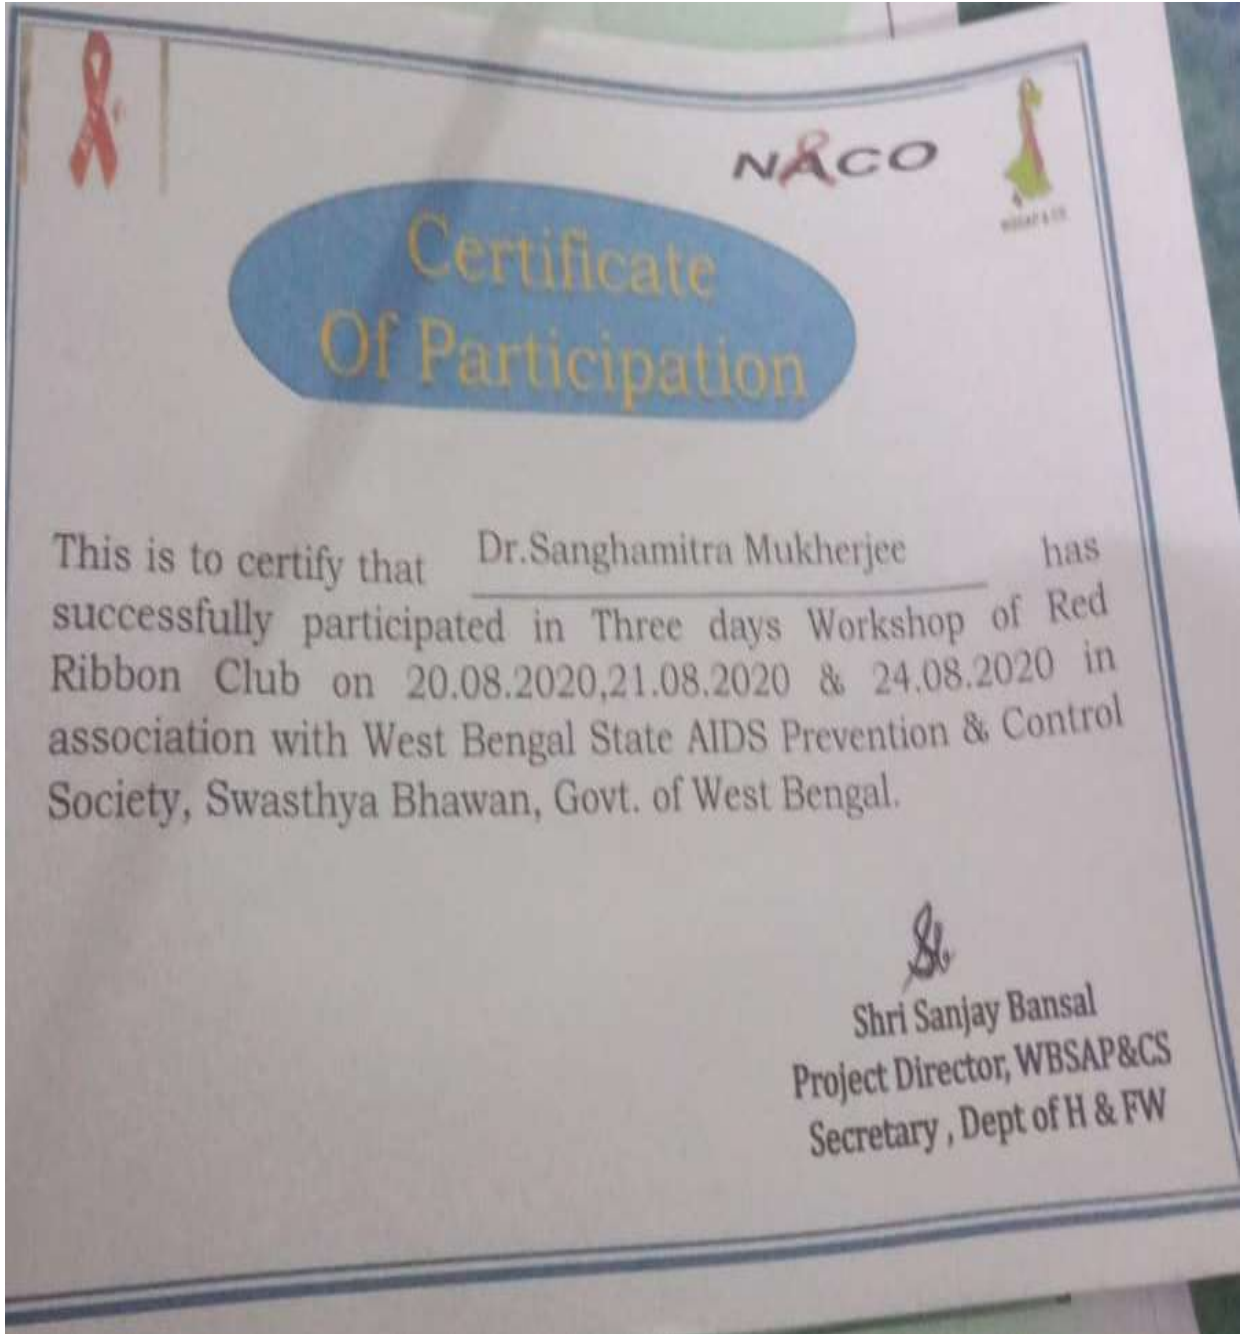 NACO
WBSAP & CS
Certificate
Of Participation
This is to certify that Dr.Sanghamitra Mukherjee has
successfully participated in Three days Workshop of Red
Ribbon Club on 20.08.2020,21.08.2020 & 24.08.2020 in
association with West Bengal State AIDS Prevention & Control
Society, Swasthya Bhawan, Govt. of West Bengal.
Shri Sanjay Bansal
Project Director, WBSAP&CS
Secretary , Dept of H & FW